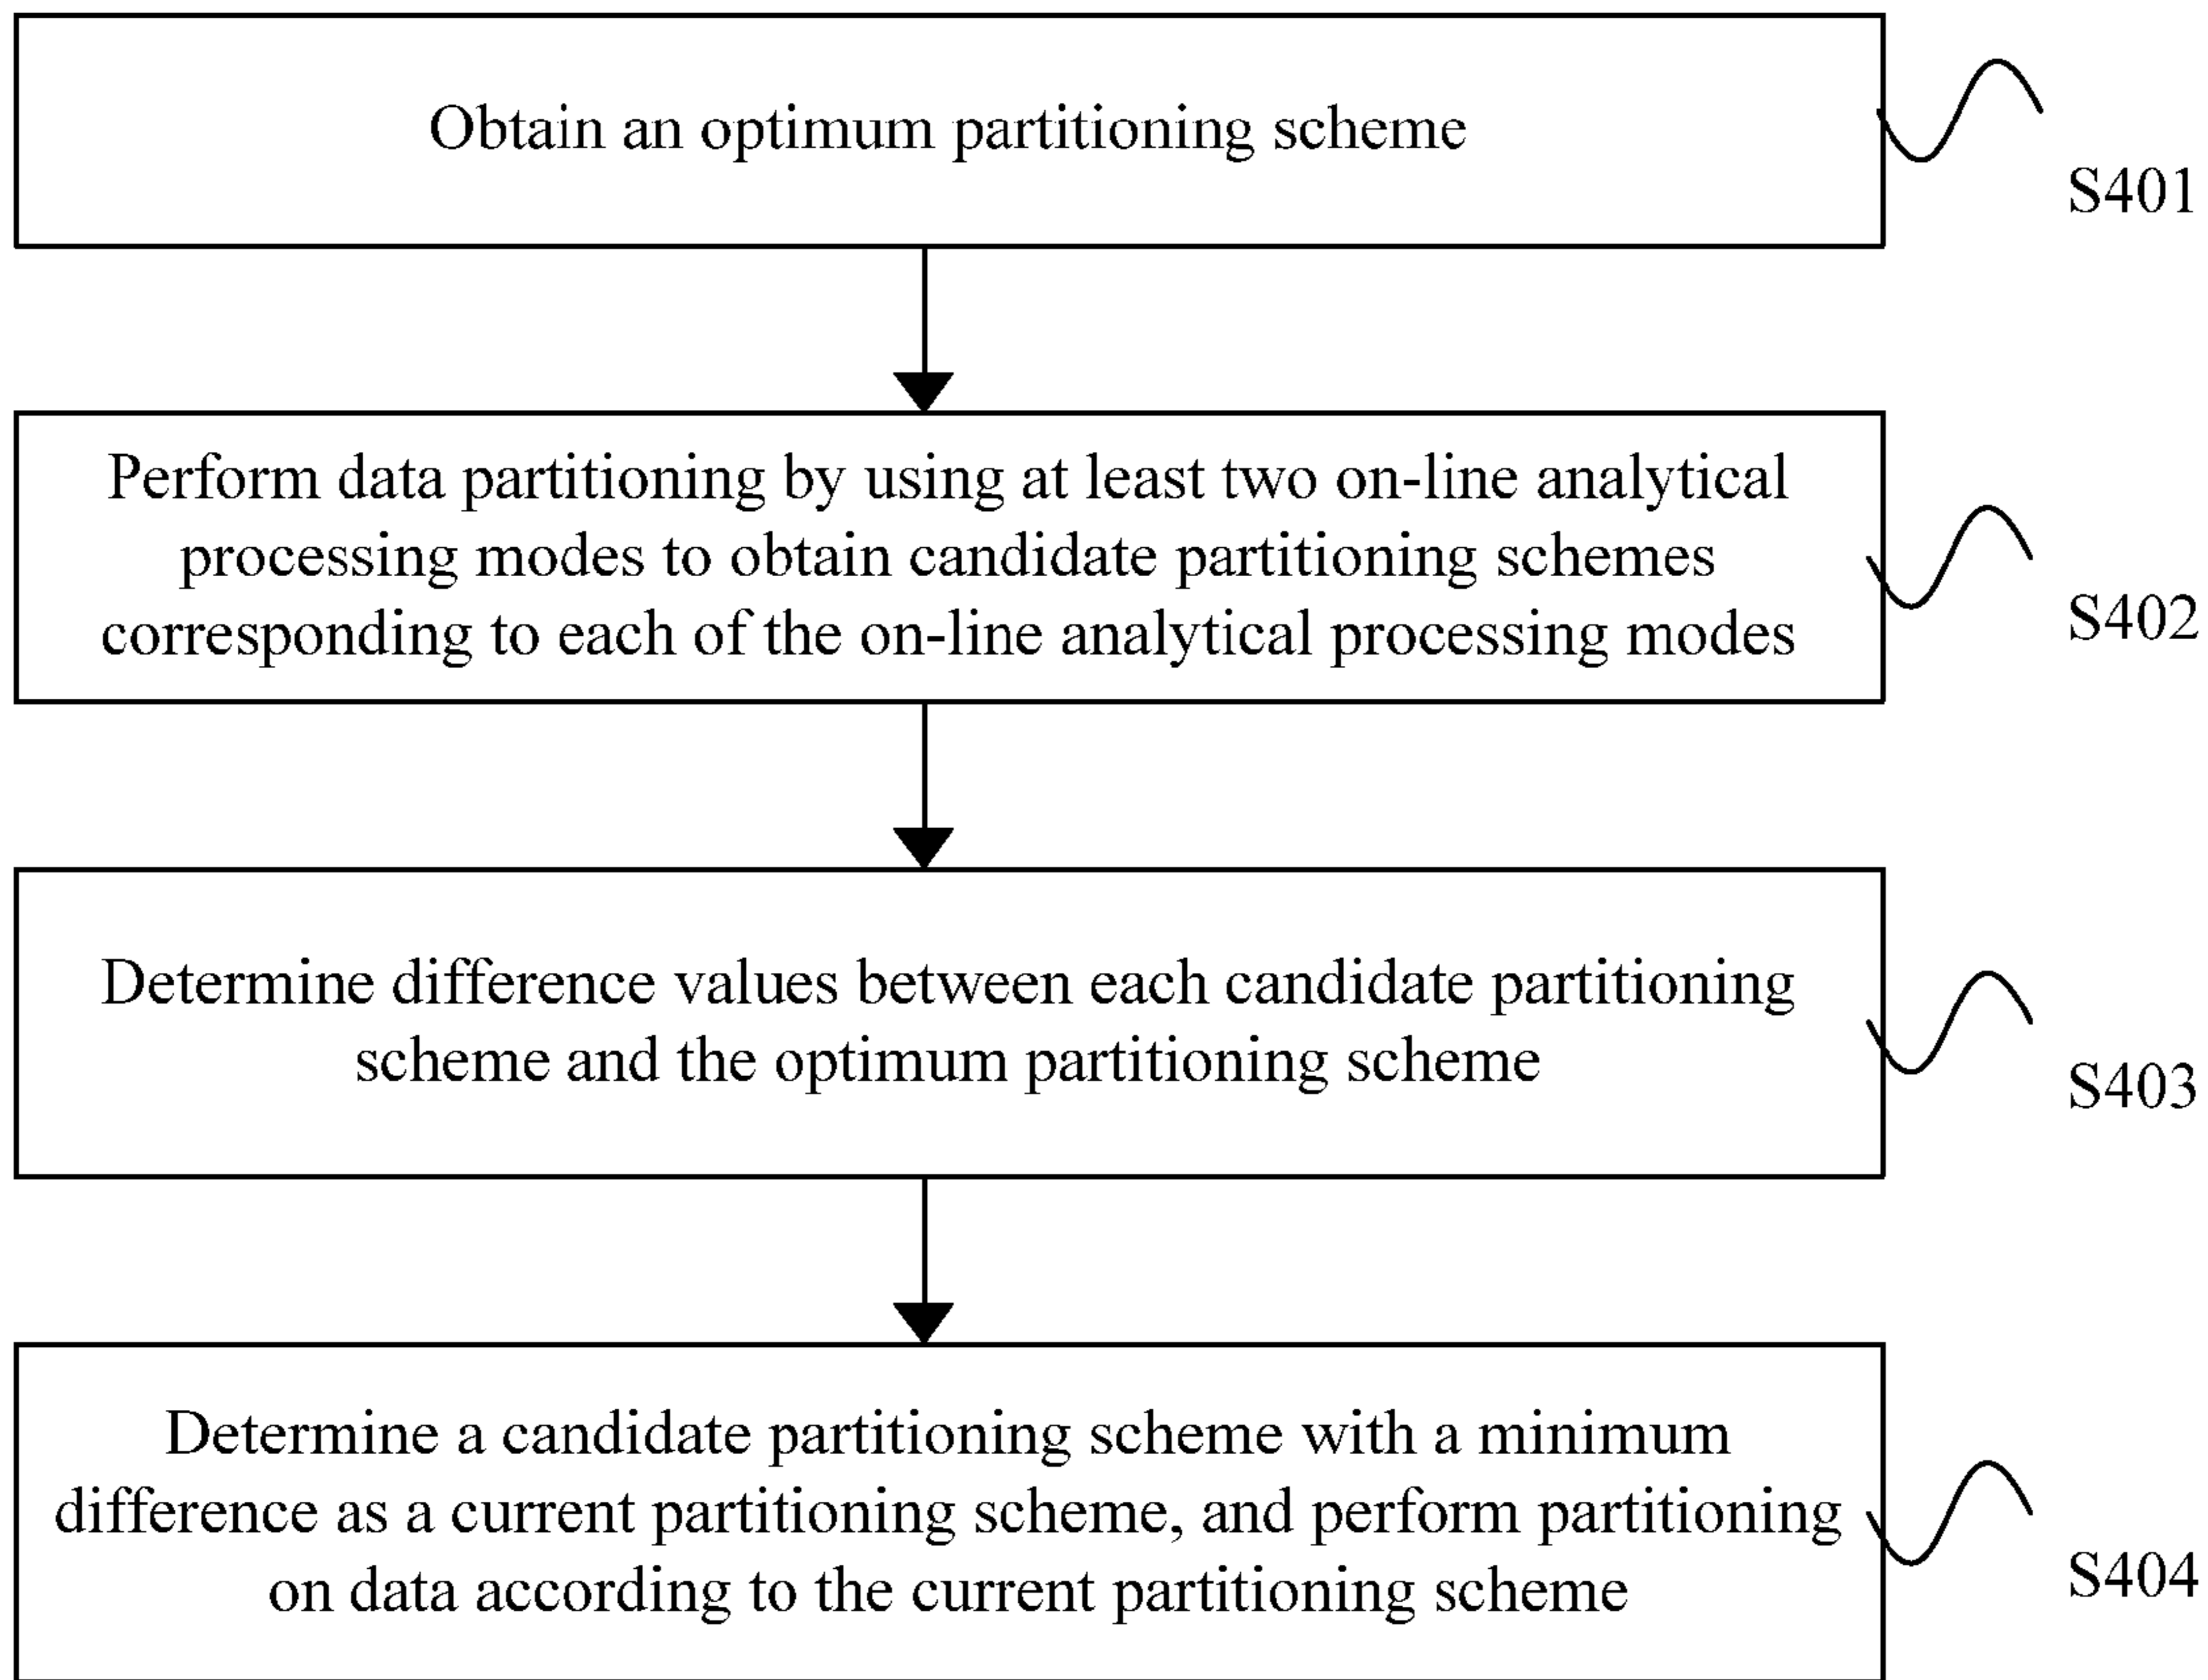 Obtain an optimum partitioning scheme
S401
Perform data partitioning by using at least two on-line analytical
processing modes to obtain candidate partitioning schemes
corresponding to each of the on-line analytical processing modes
S402
Determine difference values between each candidate partitioning
scheme and the optimum partitioning scheme
S403
Determine a candidate partitioning scheme with a minimum
difference as a current partitioning scheme, and perform partitioning
on data according to the current partitioning scheme
S404